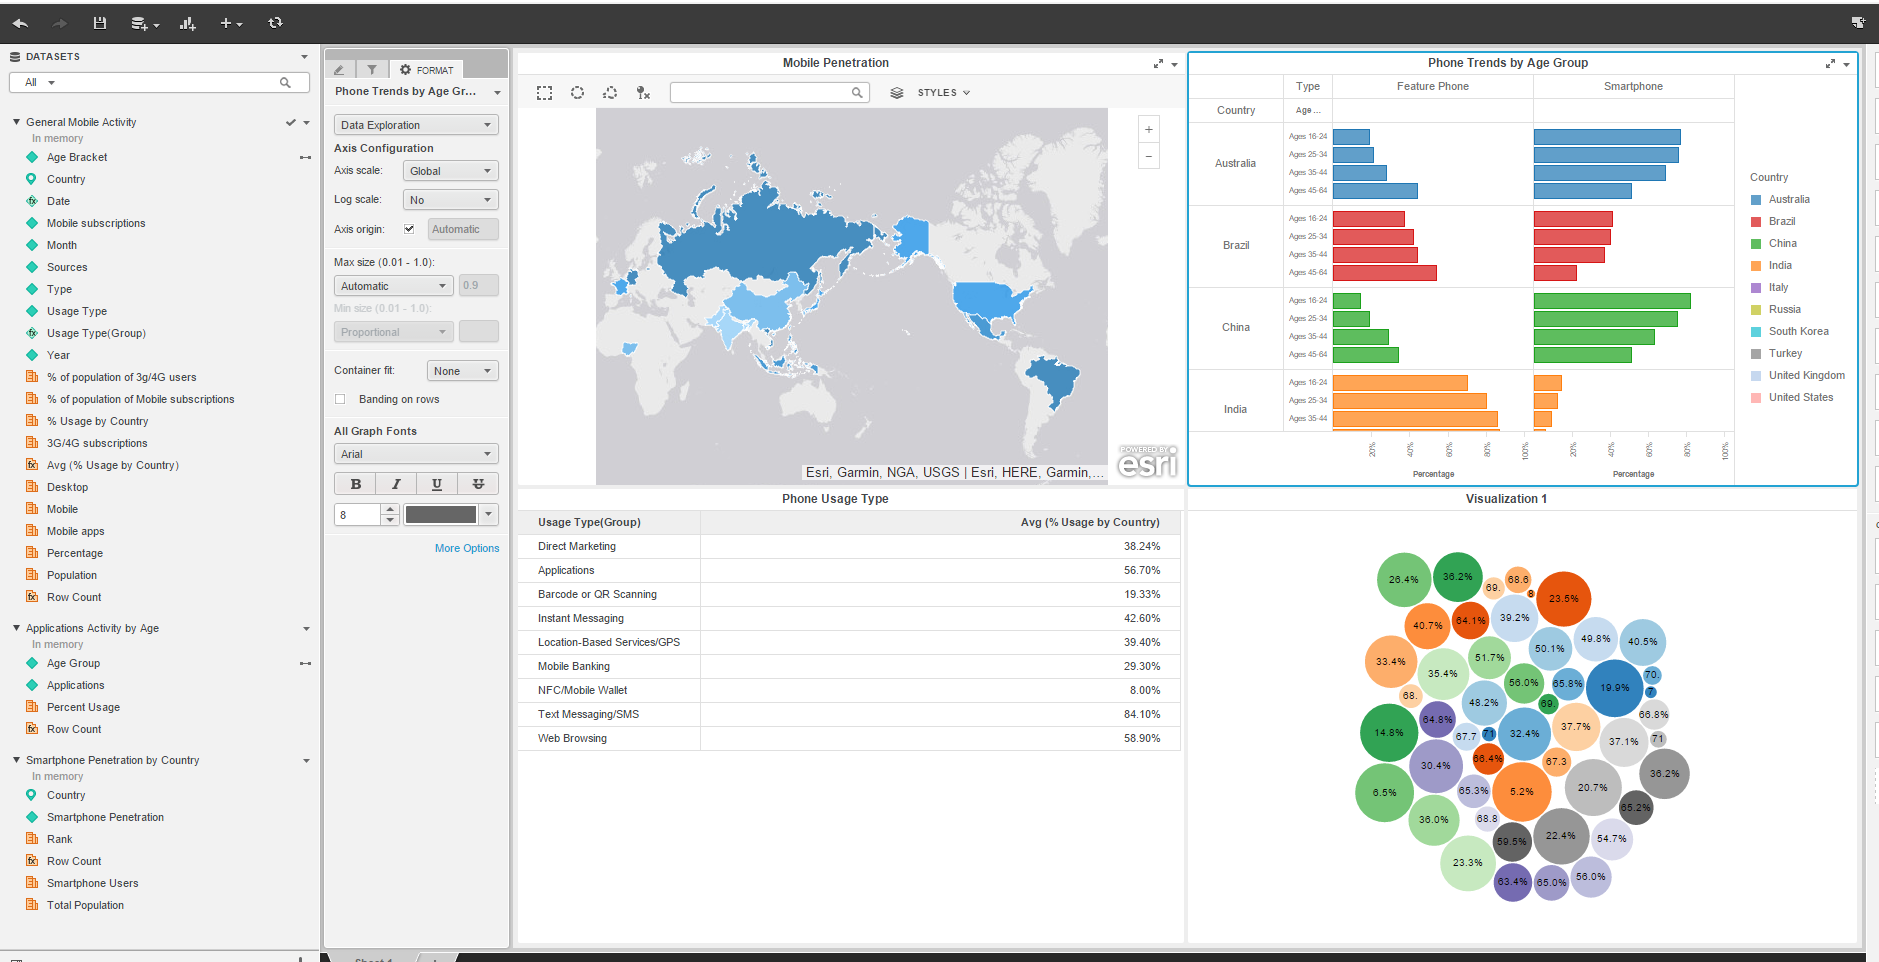 DATASETS
All
General Mobile Activity
In memory
Age Bracket
Country
Date
Mobile subscriptions
Month
Sources
Type
Usage Type
Usage Type(Group)
Year
% of population of 3g/4G users
% of population of Mobile subscriptions
% Usage by Country
3G/4G subscriptions
Avg (% Usage by Country)
Desktop
Mobile
Mobile apps
Percentage
Population
Row Count
Applications Activity by Age
In memory
Age Group
Applications
Percent Usage
Row Count
Smartphone Penetration by Country
In memory
Country
Smartphone Penetration
Rank
Row Count
Smartphone Users
Total Population
FORMAT
Phone Trends by Age Gr...
Data Exploration
Axis Configuration
Axis scale: Global
Log scale: No
Axis origin: Automatic
Max size (0.01 - 1.0):
Automatic 0.9
Min size (0.01 - 1.0):
Proportional
Container fit: None
Banding on rows
All Graph Fonts
Arial
B I U
8
More Options
Mobile Penetration
STYLES
+
−
POWERED BY
esri
Esri, Garmin, NGA, USGS | Esri, HERE, Garmin,...
Phone Trends by Age Group
Type Feature Phone Smartphone
Country Age ...
Australia
Ages 16-24
Ages 25-34
Ages 35-44
Ages 45-64
Brazil
Ages 16-24
Ages 25-34
Ages 35-44
Ages 45-64
China
Ages 16-24
Ages 25-34
Ages 35-44
Ages 45-64
India
Ages 16-24
Ages 25-34
Ages 35-44
20% 40% 60% 80% 100% 20% 40% 60% 80% 100%
Percentage Percentage
Country
Australia
Brazil
China
India
Italy
Russia
South Korea
Turkey
United Kingdom
United States
Phone Usage Type
Usage Type(Group) Avg (% Usage by Country)
Direct Marketing 38.24%
Applications 56.70%
Barcode or QR Scanning 19.33%
Instant Messaging 42.60%
Location-Based Services/GPS 39.40%
Mobile Banking 29.30%
NFC/Mobile Wallet 8.00%
Text Messaging/SMS 84.10%
Web Browsing 58.90%
Visualization 1
26.4% 36.2% 69. 68.6 8 23.5%
40.7% 64.1% 39.2%
33.4% 35.4% 51.7% 50.1% 49.8% 40.5%
68. 48.2% 56.0% 69. 65.8% 19.9% 70. 7
14.8% 64.8% 67.7 71 32.4% 37.7% 37.1% 66.8% 71
30.4% 66.4% 67.3 36.2%
6.5% 65.3% 5.2% 20.7% 65.2%
36.0% 68.8 59.5% 22.4% 54.7%
23.3% 63.4% 65.0% 56.0%